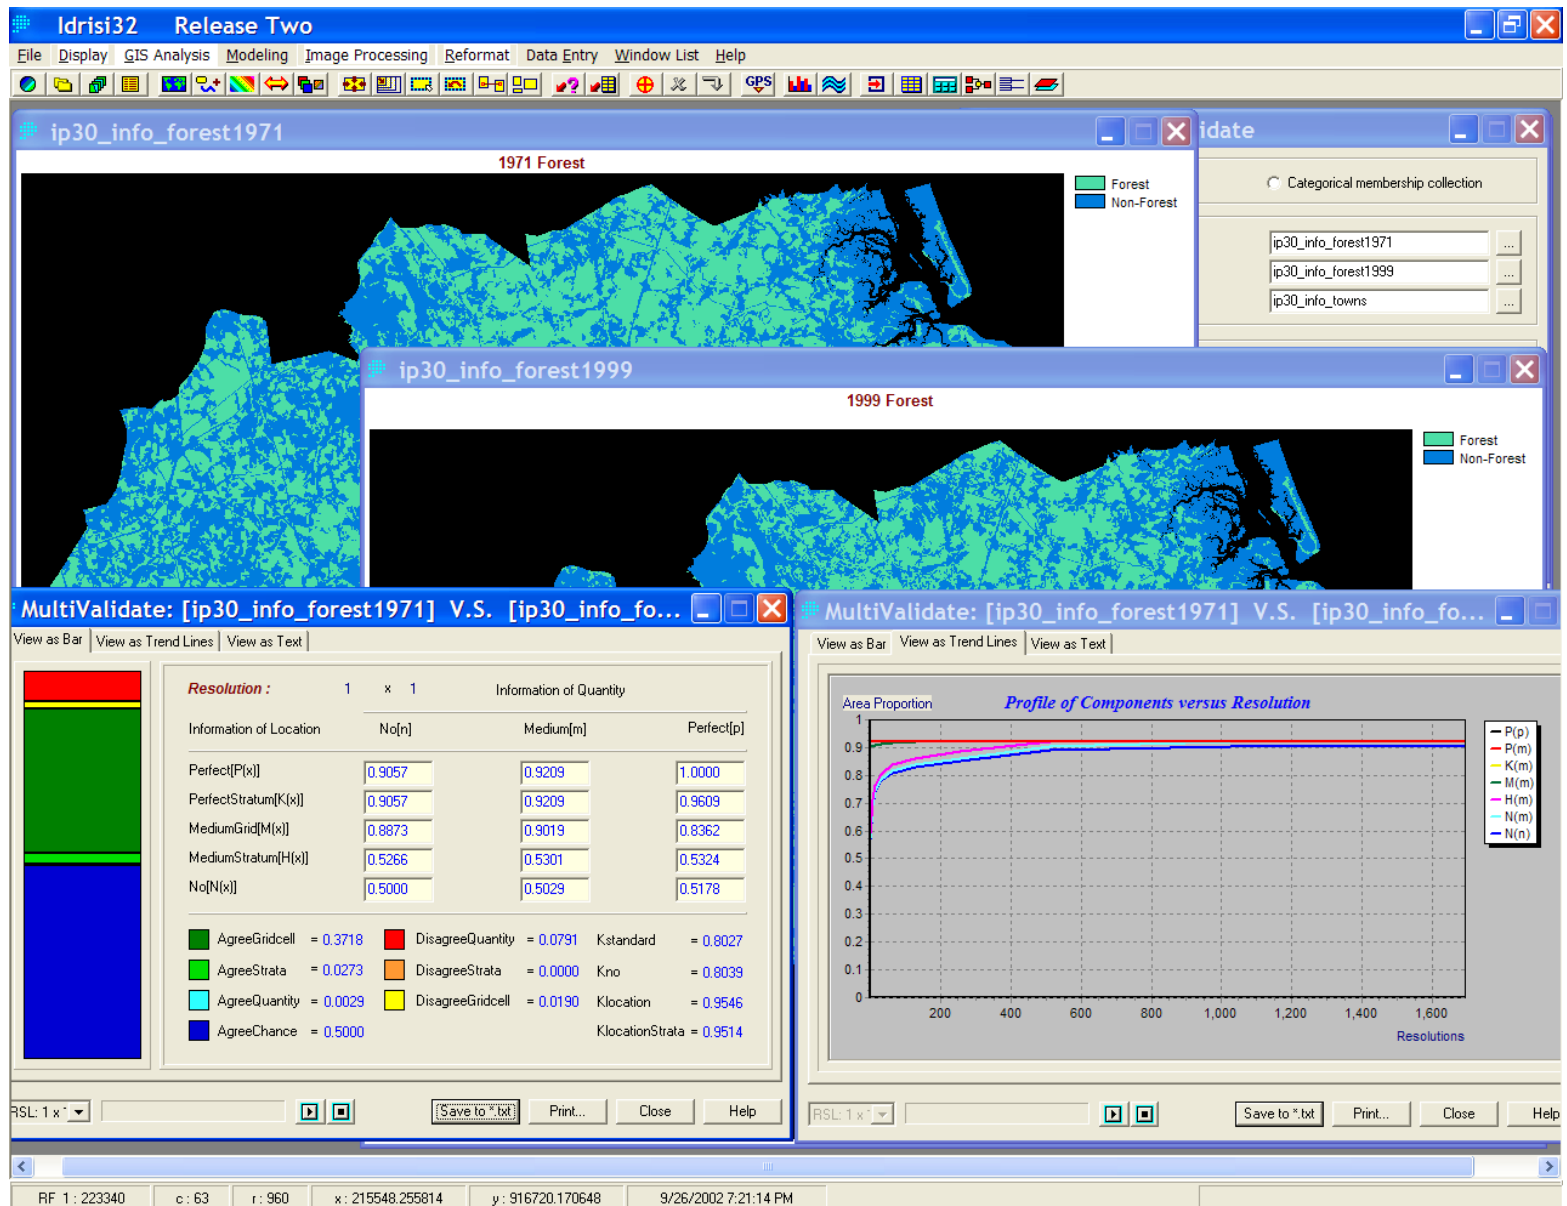 Idrisi32 Release Two
File Display GIS Analysis Modeling Image Processing Reformat Data Entry Window List Help
GPS
ip30_info_forest1971
1971 Forest
Forest
Non-Forest
idate
Categorical membership collection
ip30_info_forest1971
...
ip30_info_forest1999
...
ip30_info_towns
...
ip30_info_forest1999
1999 Forest
Forest
Non-Forest
MultiValidate: [ip30_info_forest1971] V.S. [ip30_info_fo...
View as Bar View as Trend Lines View as Text
Resolution : 1 x 1 Information of Quantity
Information of Location No[n] Medium[m] Perfect[p]
Perfect[P(x)] 0.9057 0.9209 1.0000
PerfectStratum[K(x)] 0.9057 0.9209 0.9609
MediumGrid[M(x)] 0.8873 0.9019 0.8362
MediumStratum[H(x)] 0.5266 0.5301 0.5324
No[N(x)] 0.5000 0.5029 0.5178
AgreeGridcell = 0.3718 DisagreeQuantity = 0.0791 Kstandard = 0.8027
AgreeStrata = 0.0273 DisagreeStrata = 0.0000 Kno = 0.8039
AgreeQuantity = 0.0029 DisagreeGridcell = 0.0190 Klocation = 0.9546
AgreeChance = 0.5000 KlocationStrata = 0.9514
RSL: 1 x Save to *.txt Print... Close Help
MultiValidate: [ip30_info_forest1971] V.S. [ip30_info_fo...
View as Bar View as Trend Lines View as Text
Area Proportion Profile of Components versus Resolution
1
0.9
0.8
0.7
0.6
0.5
0.4
0.3
0.2
0.1
0
200 400 600 800 1,000 1,200 1,400 1,600
Resolutions
P(p)
P(m)
K(m)
M(m)
H(m)
N(m)
N(n)
RSL: 1 x Save to *.txt Print... Close Help
RF 1 : 223340 c : 63 r : 960 x : 215548.255814 y : 916720.170648 9/26/2002 7:21:14 PM